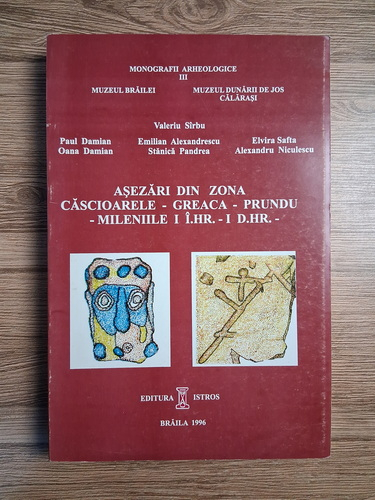 MONOGRAFII ARHEOLOGICE
III
MUZEUL BRĂILEI MUZEUL DUNĂRII DE JOS
CĂLĂRAŞI
Valeriu Sîrbu
Paul Damian Emilian Alexandrescu Elvira Safta
Oana Damian Stănică Pandrea Alexandru Niculescu
AŞEZĂRI DIN ZONA
CĂSCIOARELE - GREACA - PRUNDU
- MILENIILE I Î.HR. - I D.HR. -
EDITURA ISTROS
BRĂILA 1996